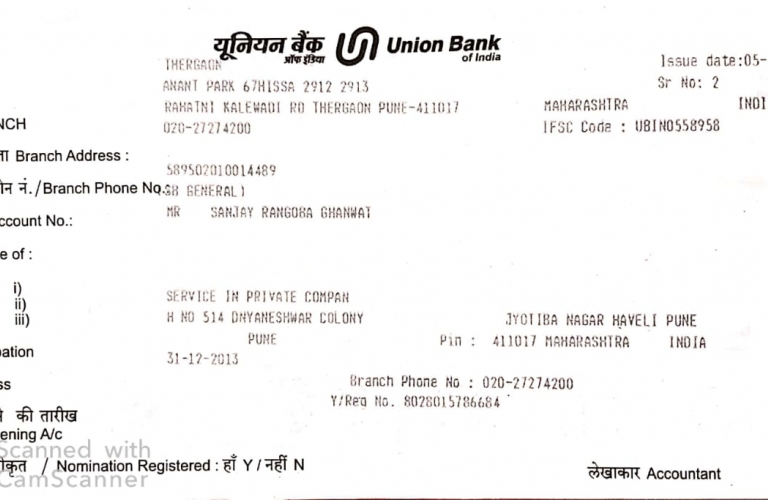 यूनियन बैंक Union Bank
ऑफ इंडिया of India
THERGAON Issue date:05-
ANANT PARK 67HISSA 2912 2913 Sr No: 2
RAHATNI KALEWADI RD THERGAON PUNE-411017 MAHARASHTRA INDI
NCH 020-27274200 IFSC Code : UBIN0558958
ता Branch Address :
589502010014489
ोन नं./Branch Phone No.: SB GENERAL)
ccount No.: MR SANJAY RANGOBA GHANWAT
e of :
i) SERVICE IN PRIVATE COMPAN
ii)
iii) H NO 514 DNYANESHWAR COLONY JYOTIBA NAGAR HAVELI PUNE
PUNE Pin : 411017 MAHARASHTRA INDIA
pation 31-12-2013
ss Branch Phone No : 020-27274200
Y/Reg No. 8028015786684
की तारीख
ening A/c
Scanned with
ीकृत / Nomination Registered : हाँ Y / नहीं N लेखाकार Accountant
CamScanner